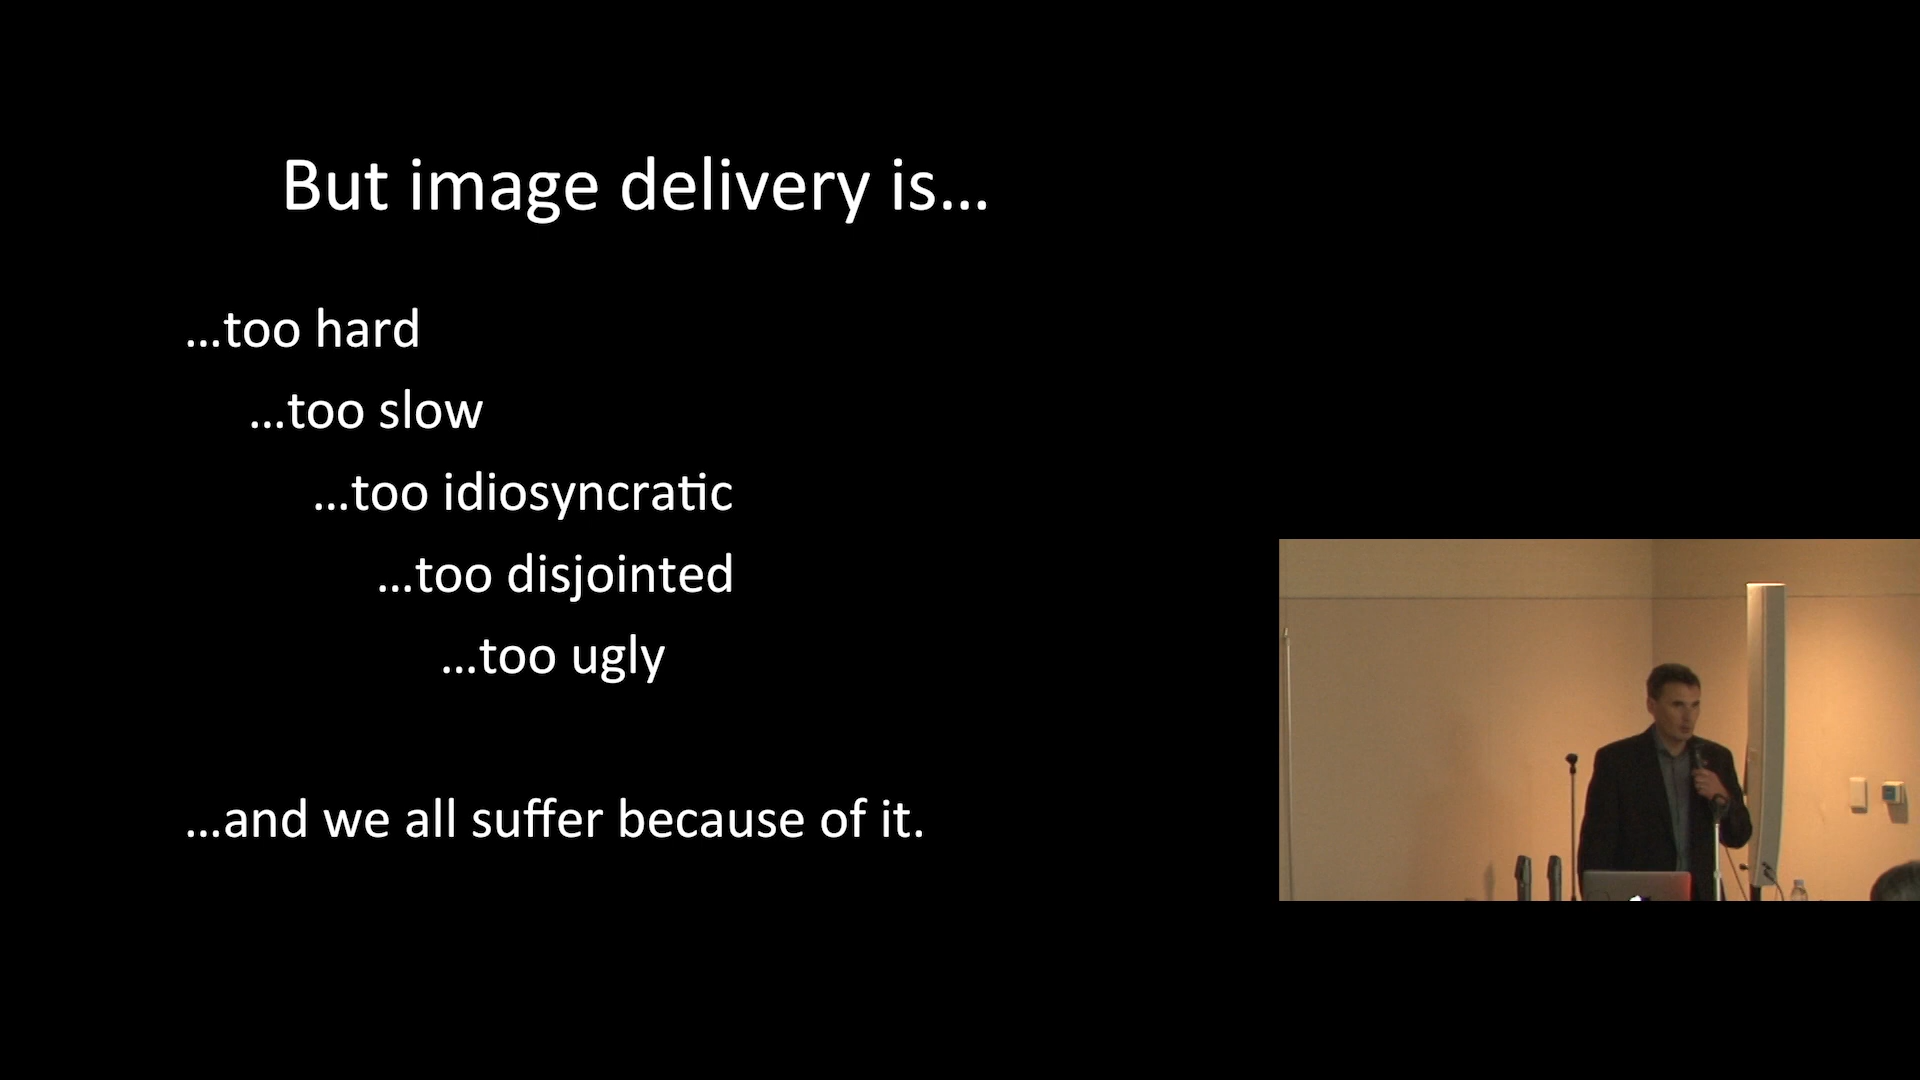 But image delivery is…
…too hard
…too slow
…too idiosyncratic
…too disjointed
…too ugly
…and we all suffer because of it.